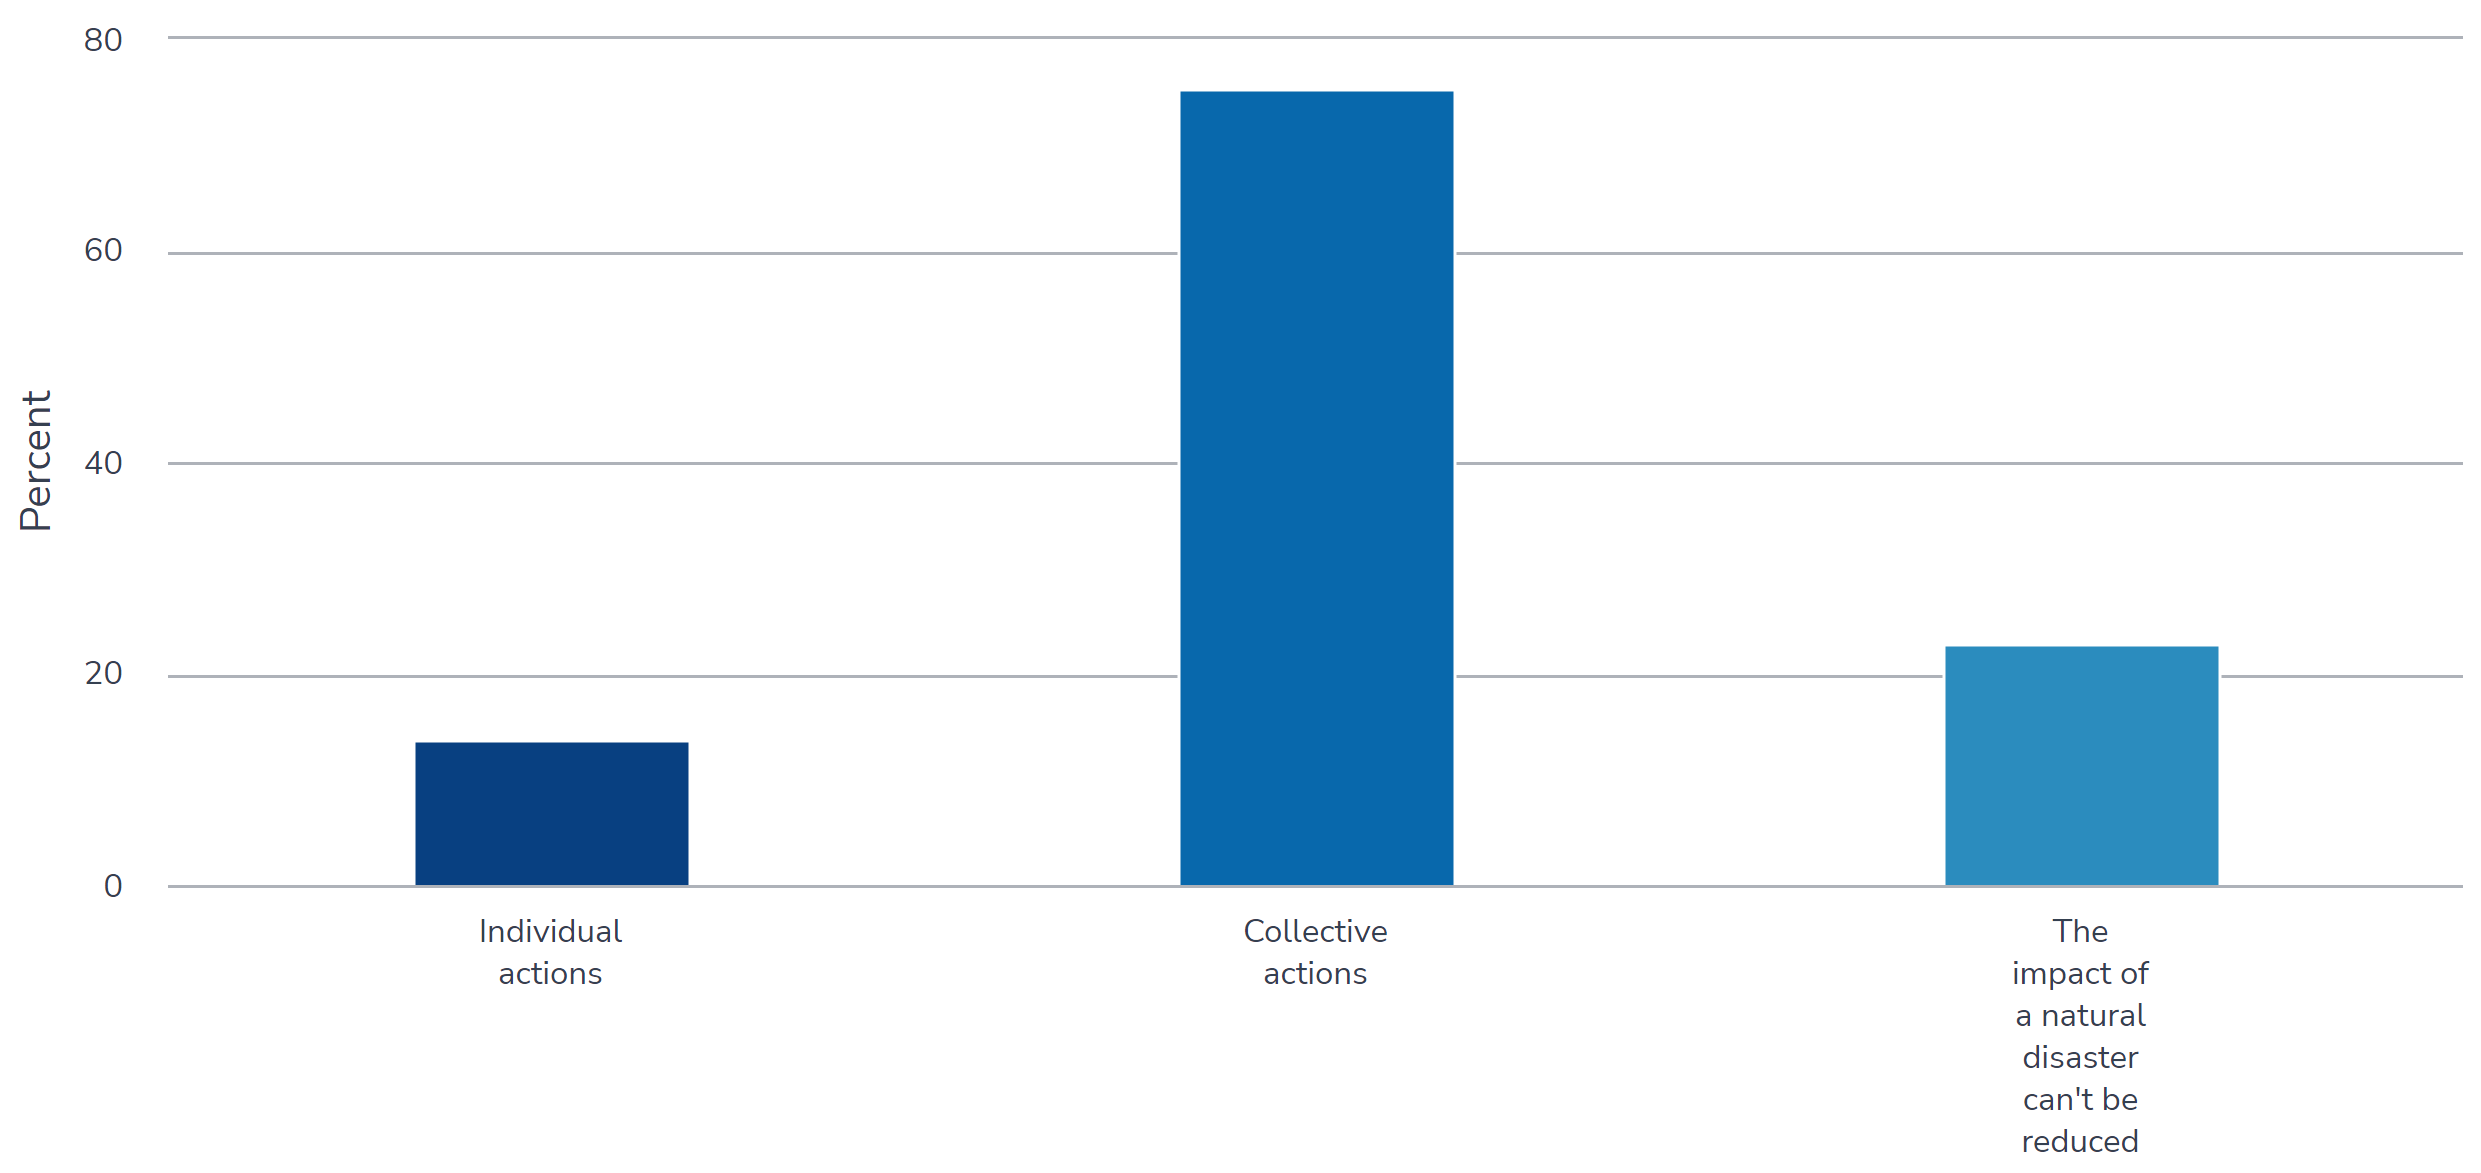 80
60
40
20
0
Percent
Individual
actions
Collective
actions
The
impact of
a natural
disaster
can't be
reduced